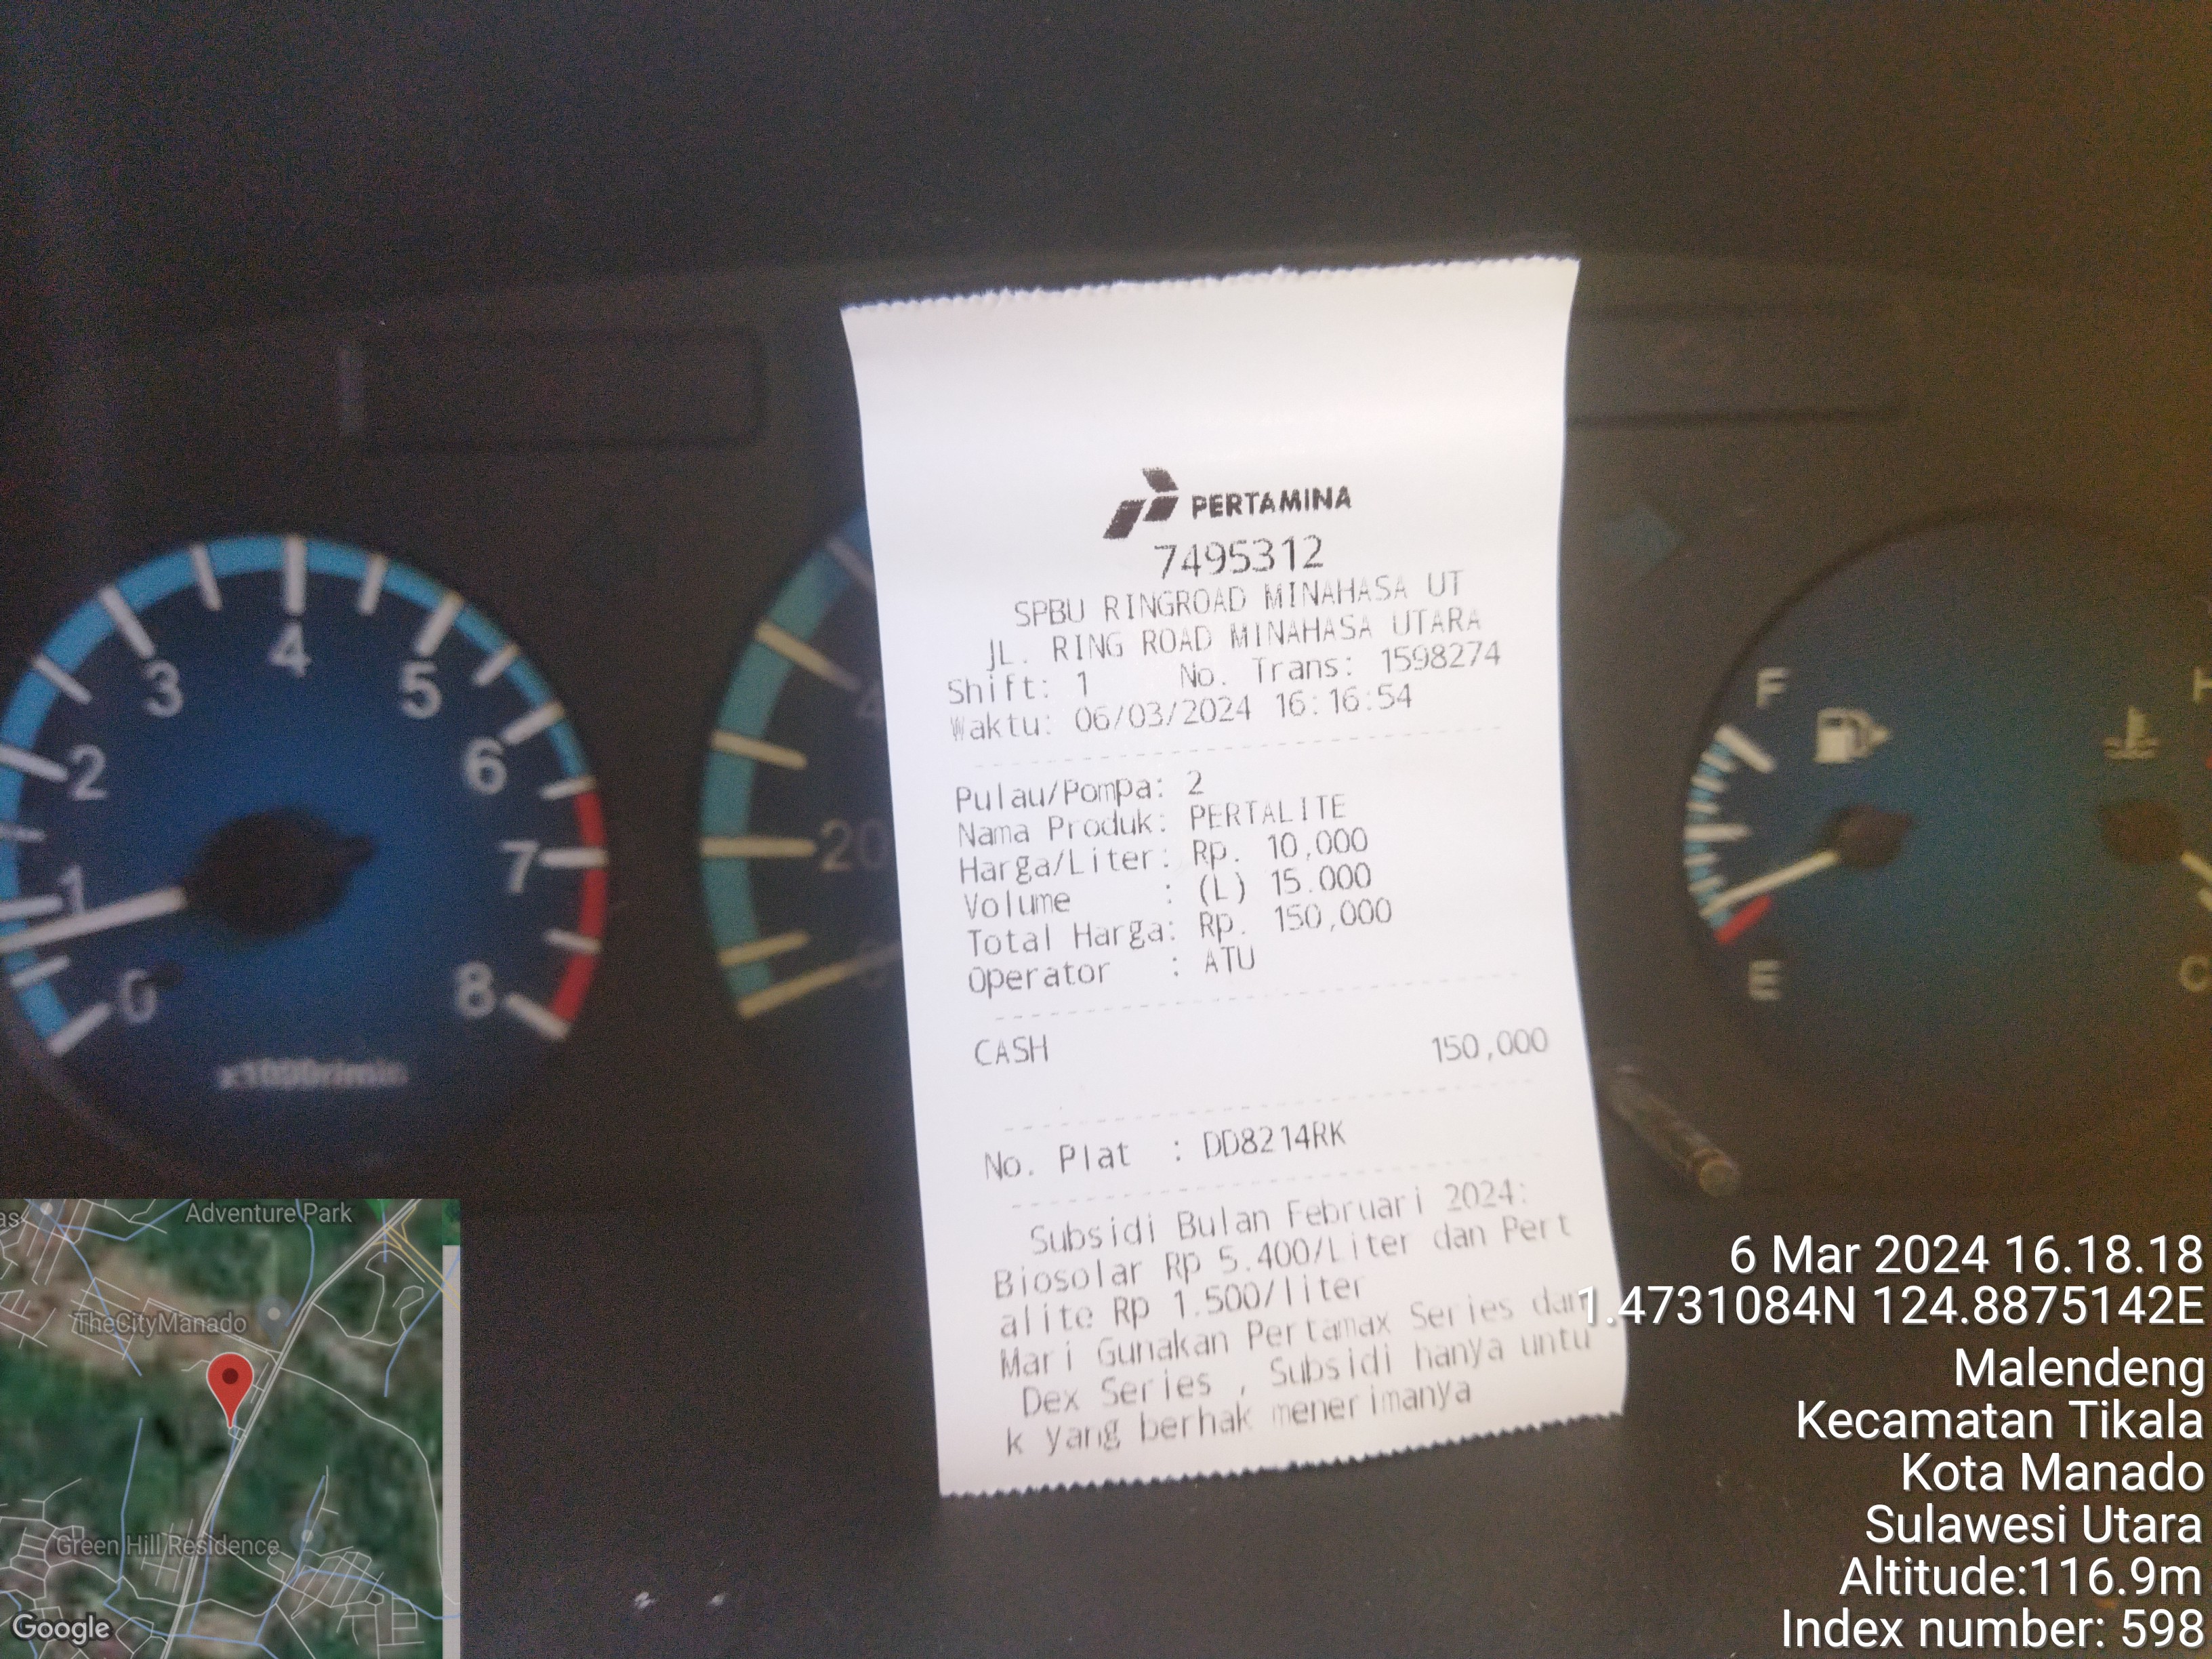 PERTAMINA
7495312
SPBU RINGROAD MINAHASA UT
JL. RING ROAD MINAHASA UTARA
Shift: 1 No. Trans: 1598274
Waktu: 06/03/2024 16:16:54
Pulau/Pompa: 2
Nama Produk: PERTALITE
Harga/Liter: Rp. 10,000
Volume : (L) 15.000
Total Harga: Rp. 150,000
Operator : ATU
CASH 150,000
No. Plat : DD8214RK
Subsidi Bulan Februari 2024:
Biosolar Rp 5.400/Liter dan Pert
alite Rp 1.500/liter
Mari Gunakan Pertamax Series dan
Dex Series , Subsidi hanya untu
k yang berhak menerimanya
0
1
2
3
4
5
6
7
8
x1000r/min
20
F
E
H
C
Adventure Park
TheCityManado
Green Hill Residence
Google
6 Mar 2024 16.18.18
1.4731084N 124.8875142E
Malendeng
Kecamatan Tikala
Kota Manado
Sulawesi Utara
Altitude:116.9m
Index number: 598